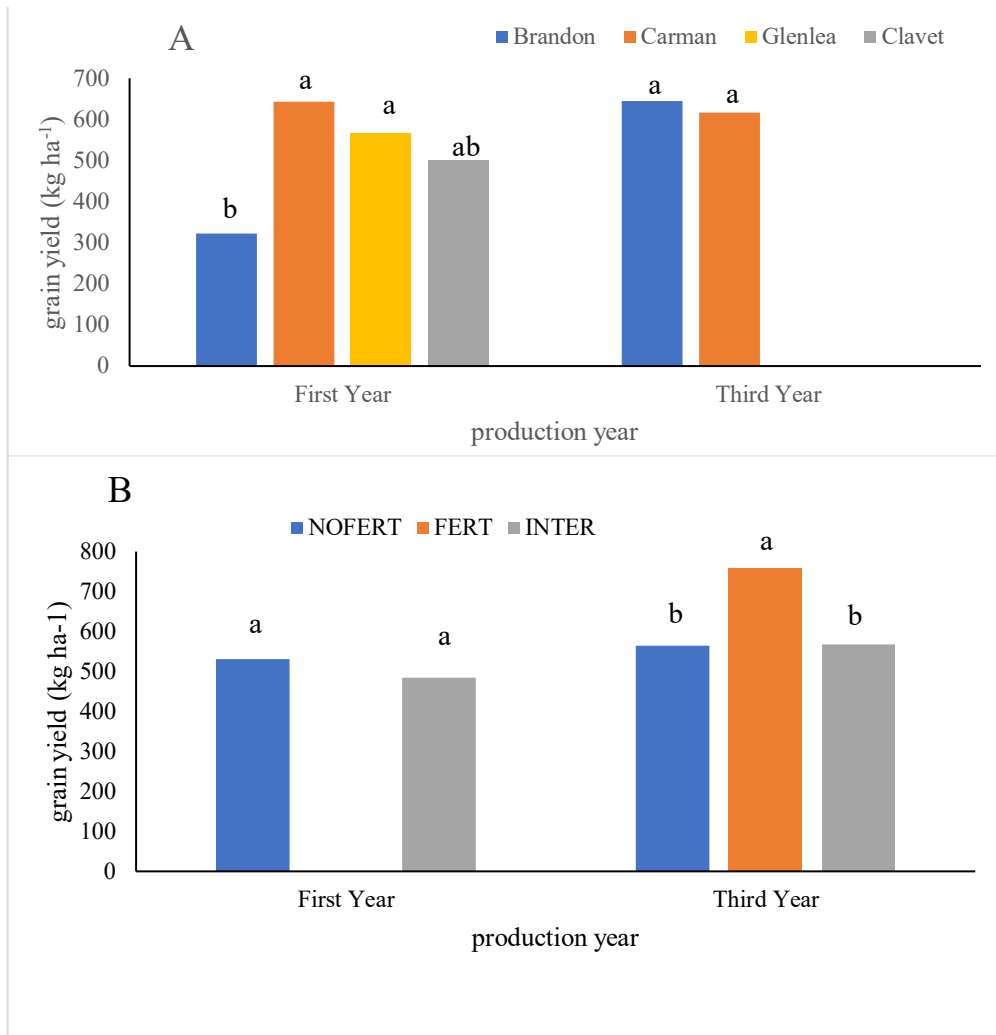 A
Brandon Carman Glenlea Clavet
grain yield (kg ha⁻¹)
700
600
500
400
300
200
100
0
b
a
a
ab
a
a
First Year
Third Year
production year
B
NOFERT FERT INTER
grain yield (kg ha-1)
800
700
600
500
400
300
200
100
0
a
a
b
a
b
First Year
Third Year
production year